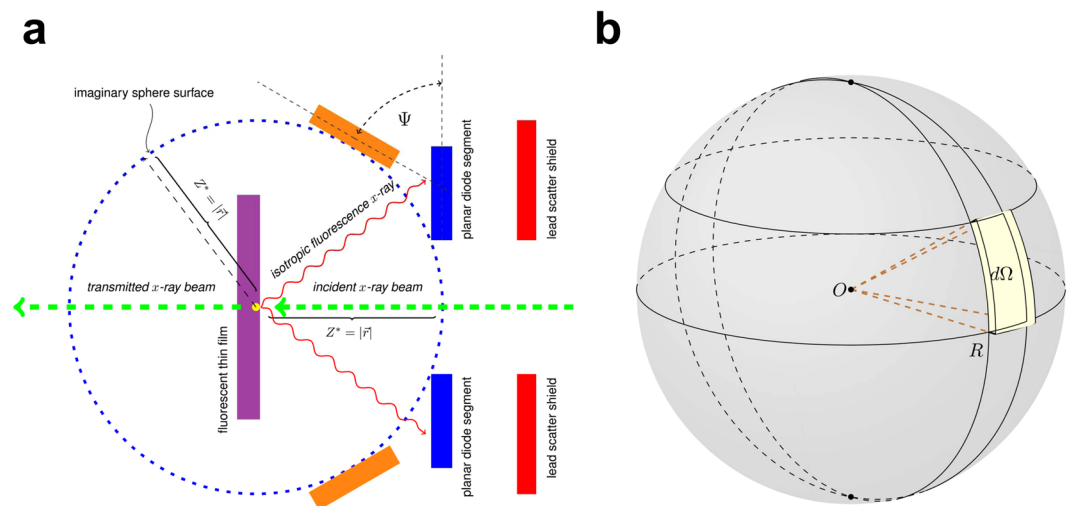 a
imaginary sphere surface
Z* = |r⃗|
Ψ
isotropic fluorescence x-ray
planar diode segment
lead scatter shield
transmitted x-ray beam
incident x-ray beam
Z* = |r⃗|
fluorescent thin film
planar diode segment
lead scatter shield
b
dΩ
O
R